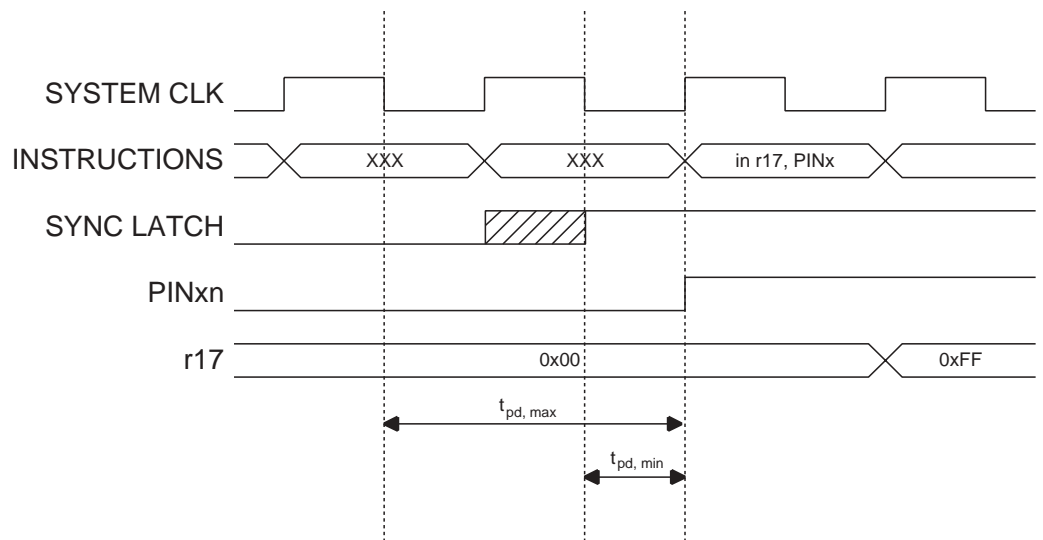 SYSTEM CLK
INSTRUCTIONS XXX XXX in r17, PINx
SYNC LATCH
PINxn
r17 0x00 0xFF
tpd, max
tpd, min